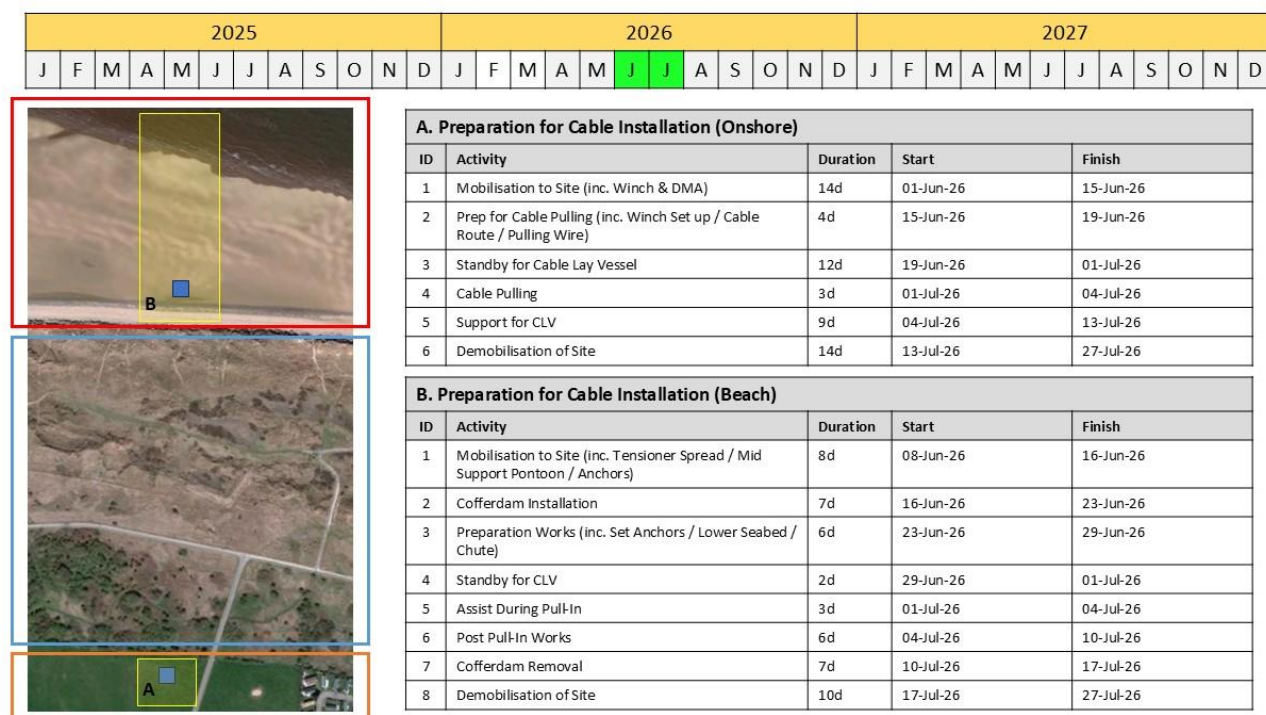 2025 2026 2027
J F M A M J J A S O N D J F M A M J J A S O N D J F M A M J J A S O N D
B
A
A. Preparation for Cable Installation (Onshore)
ID Activity Duration Start Finish
1 Mobilisation to Site (inc. Winch & DMA) 14d 01-Jun-26 15-Jun-26
2 Prep for Cable Pulling (inc. Winch Set up / Cable
Route / Pulling Wire) 4d 15-Jun-26 19-Jun-26
3 Standby for Cable Lay Vessel 12d 19-Jun-26 01-Jul-26
4 Cable Pulling 3d 01-Jul-26 04-Jul-26
5 Support for CLV 9d 04-Jul-26 13-Jul-26
6 Demobilisation of Site 14d 13-Jul-26 27-Jul-26
B. Preparation for Cable Installation (Beach)
ID Activity Duration Start Finish
1 Mobilisation to Site (inc. Tensioner Spread / Mid
Support Pontoon / Anchors) 8d 08-Jun-26 16-Jun-26
2 Cofferdam Installation 7d 16-Jun-26 23-Jun-26
3 Preparation Works (inc. Set Anchors / Lower Seabed /
Chute) 6d 23-Jun-26 29-Jun-26
4 Standby for CLV 2d 29-Jun-26 01-Jul-26
5 Assist During Pull-In 3d 01-Jul-26 04-Jul-26
6 Post Pull-In Works 6d 04-Jul-26 10-Jul-26
7 Cofferdam Removal 7d 10-Jul-26 17-Jul-26
8 Demobilisation of Site 10d 17-Jul-26 27-Jul-26